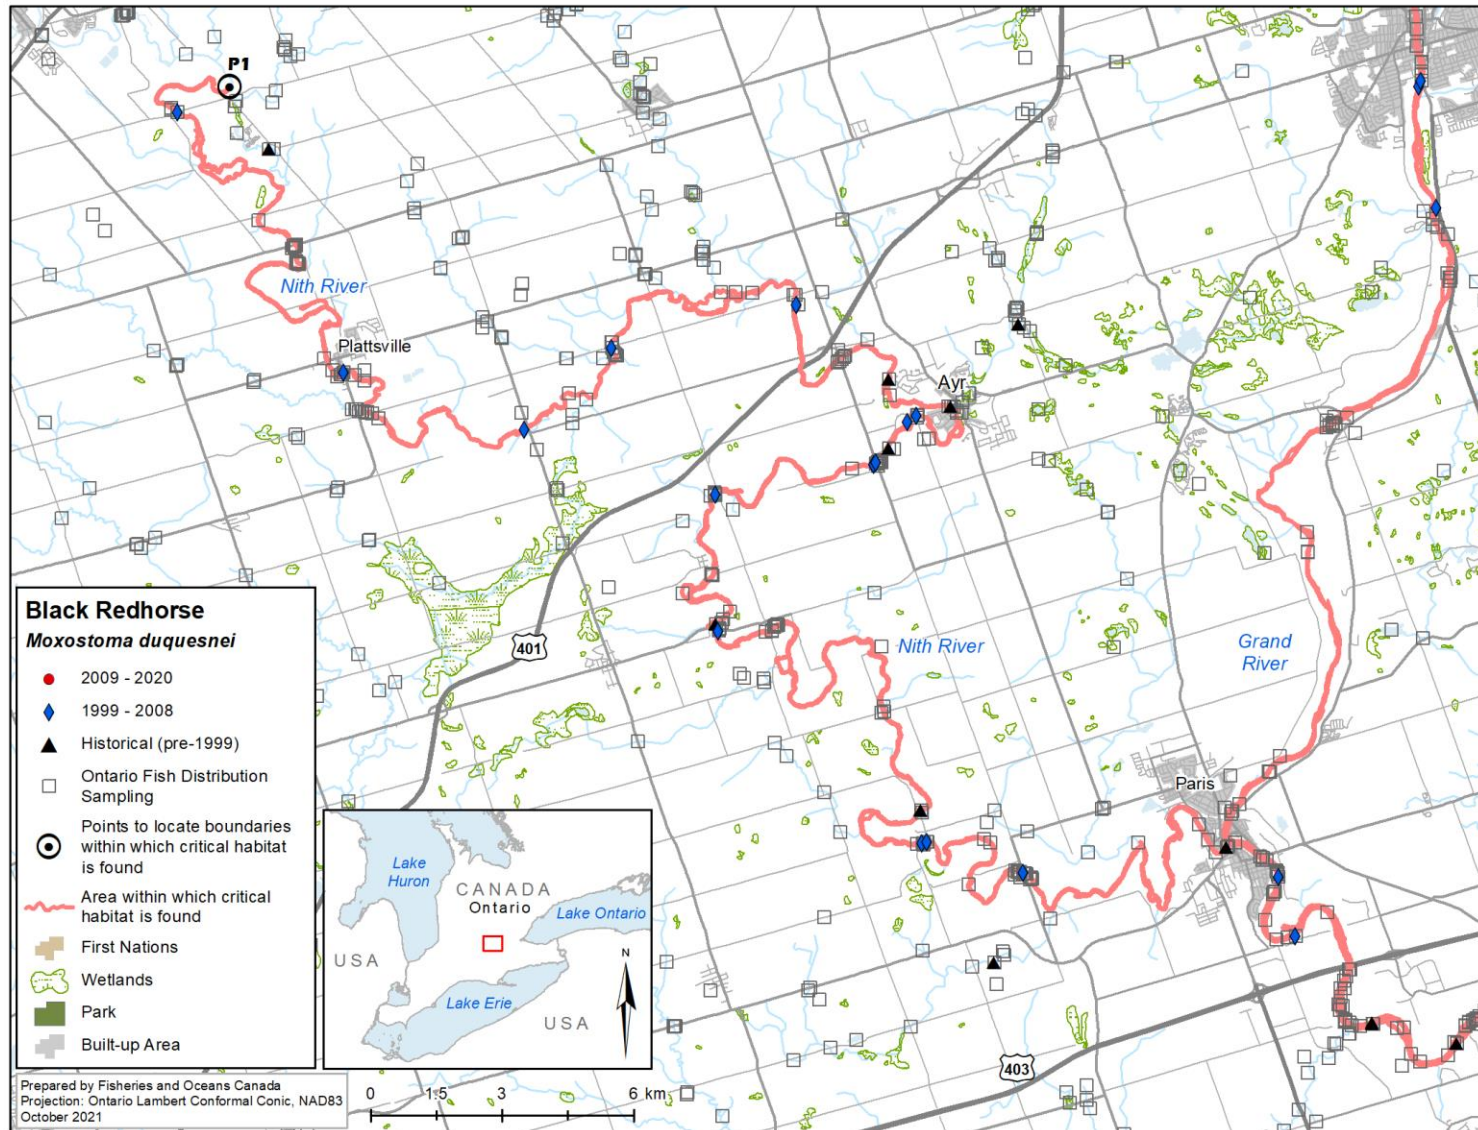 P1
Nith River
Plattsville
Ayr
401
Nith River
Grand
River
Paris
403
Black Redhorse
Moxostoma duquesnei
2009 - 2020
1999 - 2008
Historical (pre-1999)
Ontario Fish Distribution
Sampling
Points to locate boundaries
within which critical habitat
is found
Area within which critical
habitat is found
First Nations
Wetlands
Park
Built-up Area
Lake
Huron
CANADA
Ontario
Lake Ontario
USA
N
Lake Erie
USA
Prepared by Fisheries and Oceans Canada
Projection: Ontario Lambert Conformal Conic, NAD83
October 2021
0 1.5 3 6 km